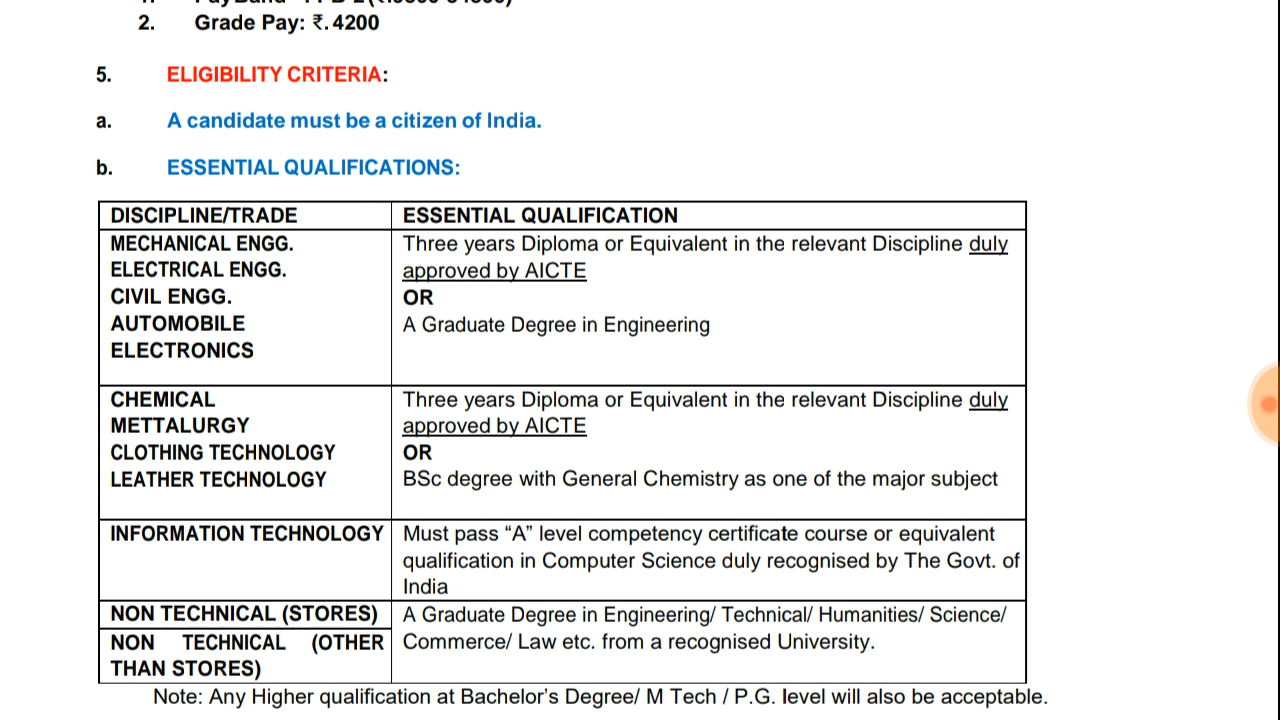 2. Grade Pay: ₹.4200
5. ELIGIBILITY CRITERIA:
a. A candidate must be a citizen of India.
b. ESSENTIAL QUALIFICATIONS:
DISCIPLINE/TRADE ESSENTIAL QUALIFICATION
MECHANICAL ENGG. Three years Diploma or Equivalent in the relevant Discipline duly
ELECTRICAL ENGG. approved by AICTE
CIVIL ENGG. OR
AUTOMOBILE A Graduate Degree in Engineering
ELECTRONICS
CHEMICAL Three years Diploma or Equivalent in the relevant Discipline duly
METTALURGY approved by AICTE
CLOTHING TECHNOLOGY OR
LEATHER TECHNOLOGY BSc degree with General Chemistry as one of the major subject
INFORMATION TECHNOLOGY Must pass “A” level competency certificate course or equivalent
qualification in Computer Science duly recognised by The Govt. of
India
NON TECHNICAL (STORES) A Graduate Degree in Engineering/ Technical/ Humanities/ Science/
NON TECHNICAL (OTHER Commerce/ Law etc. from a recognised University.
THAN STORES)
Note: Any Higher qualification at Bachelor’s Degree/ M Tech / P.G. level will also be acceptable.